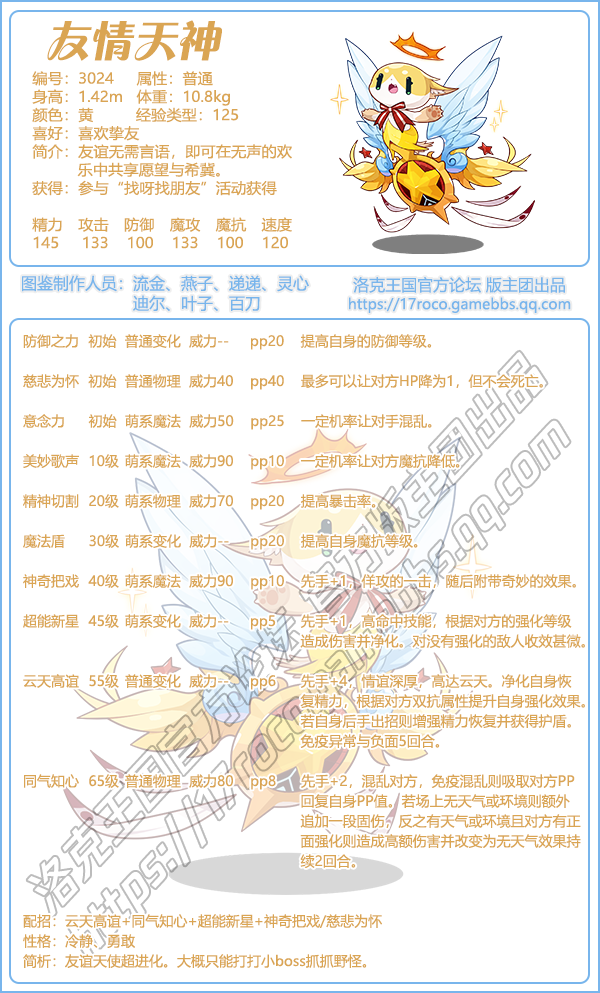 友情天神
编号：3024 属性：普通
身高：1.42m 体重：10.8kg
颜色：黄 经验类型：125
喜好：喜欢挚友
简介：友谊无需言语，即可在无声的欢
乐中共享愿望与希冀。
获得：参与“找呀找朋友”活动获得
精力 攻击 防御 魔攻 魔抗 速度
145 133 100 133 100 120
图鉴制作人员：流金、燕子、递递、灵心
迪尔、叶子、百刀
洛克王国官方论坛 版主团出品
https://17roco.gamebbs.qq.com
防御之力 初始 普通变化 威力-- pp20 提高自身的防御等级。
慈悲为怀 初始 普通物理 威力40 pp40 最多可以让对方HP降为1，但不会死亡。
意念力 初始 萌系魔法 威力50 pp25 一定机率让对手混乱。
美妙歌声 10级 萌系魔法 威力90 pp10 一定机率让对方魔抗降低。
精神切割 20级 萌系物理 威力70 pp20 提高暴击率。
魔法盾 30级 萌系变化 威力-- pp20 提高自身魔抗等级。
神奇把戏 40级 萌系魔法 威力90 pp10 先手+1，佯攻的一击，随后附带奇妙的效果。
超能新星 45级 萌系变化 威力-- pp5 先手+1，高命中技能，根据对方的强化等级
造成伤害并净化。对没有强化的敌人收效甚微。
云天高谊 55级 普通变化 威力-- pp6 先手+4，情谊深厚，高达云天。净化自身恢
复精力，根据对方双抗属性提升自身强化效果。
若自身后手出招则增强精力恢复并获得护盾。
免疫异常与负面5回合。
同气知心 65级 普通物理 威力80 pp8 先手+2，混乱对方，免疫混乱则吸取对方PP
回复自身PP值。若场上无天气或环境则额外
追加一段固伤，反之有天气或环境且对方有正
面强化则造成高额伤害并改变为无天气效果持
续2回合。
配招：云天高谊+同气知心+超能新星+神奇把戏/慈悲为怀
性格：冷静、勇敢
简析：友谊天使超进化。大概只能打打小boss抓抓野怪。
洛克王国官方论坛 官方版主团出品
https://17roco.gamebbs.qq.com